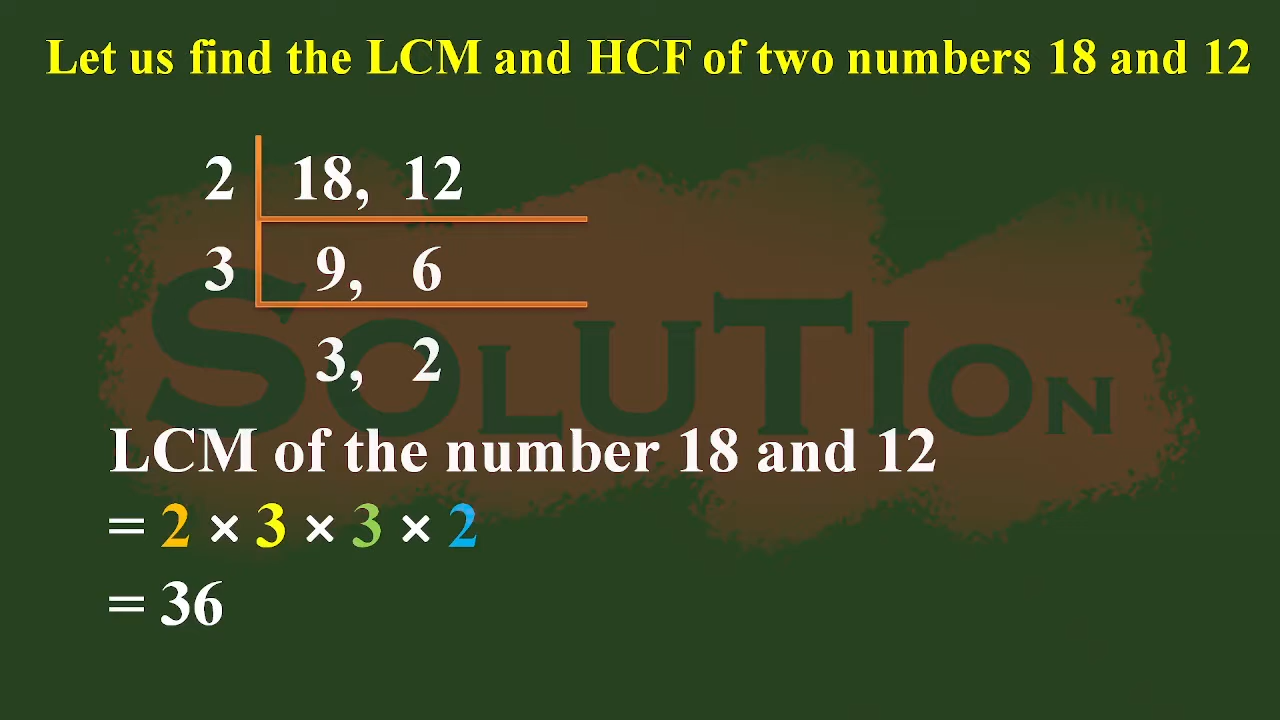 Let us find the LCM and HCF of two numbers 18 and 12
2 18, 12
3 9, 6
3, 2
SOLUTION
LCM of the number 18 and 12
= 2 × 3 × 3 × 2
= 36